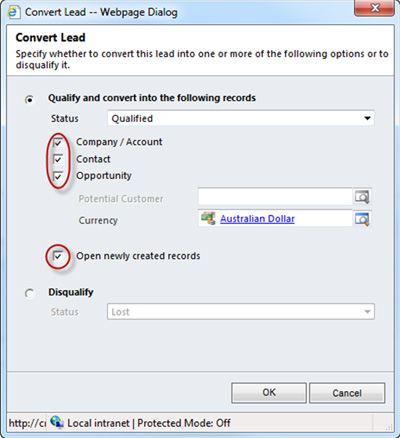 Convert Lead -- Webpage Dialog
Convert Lead
Specify whether to convert this lead into one or more of the following options or to
disqualify it.
Qualify and convert into the following records
Status Qualified
Company / Account
Contact
Opportunity
Potential Customer
Currency Australian Dollar
Open newly created records
Disqualify
Status Lost
OK Cancel
Local intranet | Protected Mode: Off